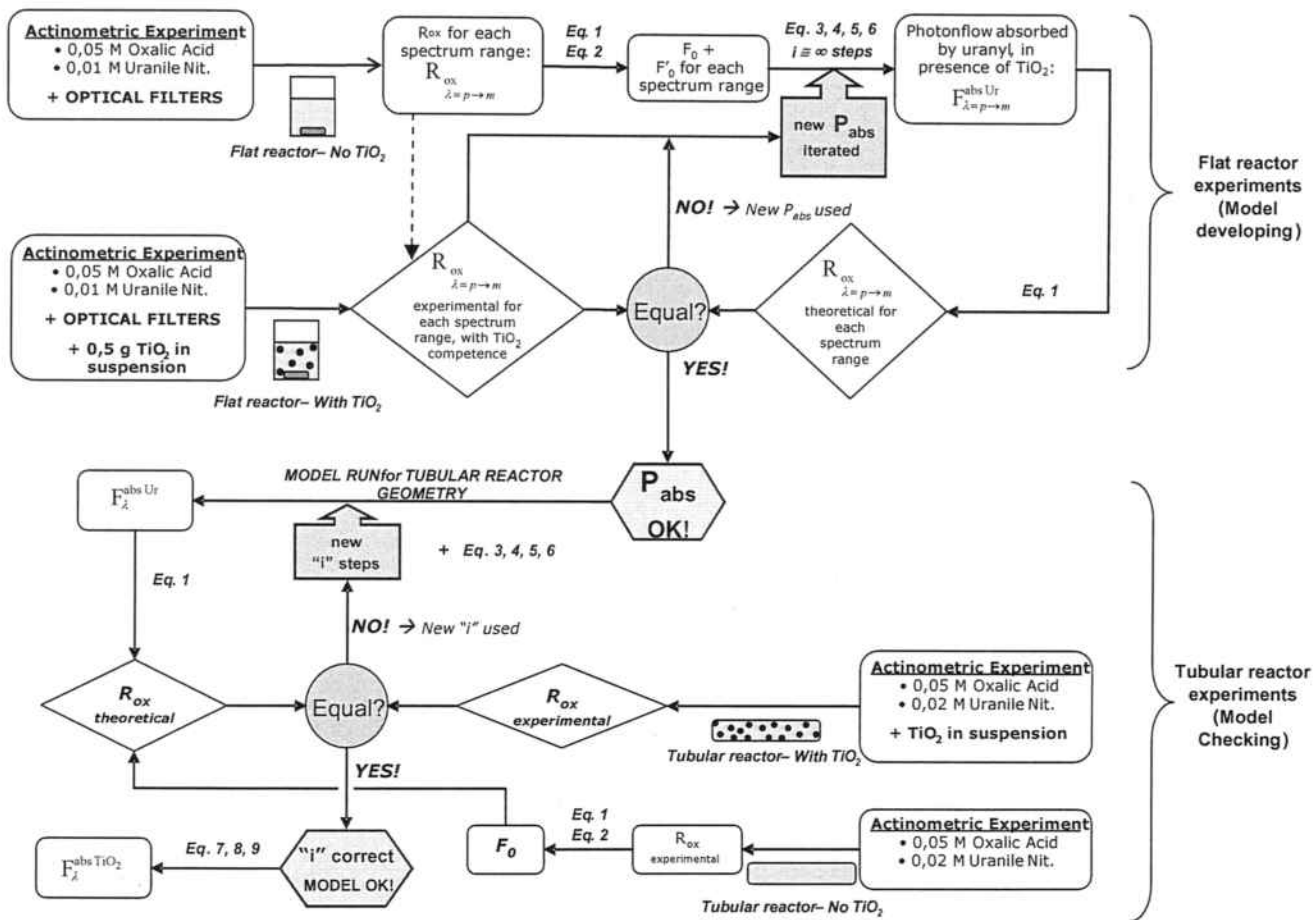 Actinometric Experiment
• 0,05 M Oxalic Acid
• 0,01 M Uranile Nit.
+ OPTICAL FILTERS
Flat reactor– No TiO2
Rox for each
spectrum range:
R ox
λ=p→m
Eq. 1
Eq. 2
F0 +
F'0 for each
spectrum range
Eq. 3, 4, 5, 6
i ≅ ∞ steps
new Pabs
iterated
Photonflow absorbed
by uranyl, in
presence of TiO2:
F abs Ur
λ=p→m
Flat reactor
experiments
(Model
developing)
NO! → New Pabs used
Actinometric Experiment
• 0,05 M Oxalic Acid
• 0,01 M Uranile Nit.
+ OPTICAL FILTERS
+ 0,5 g TiO2 in
suspension
Flat reactor– With TiO2
R ox
λ=p→m
experimental for
each spectrum
range, with TiO2
competence
Equal?
R ox
λ=p→m
theoretical for
each
spectrum
range
Eq. 1
YES!
Pabs
OK!
MODEL RUNfor TUBULAR REACTOR
GEOMETRY
Fλ abs Ur
new
"i" steps
+ Eq. 3, 4, 5, 6
Eq. 1
NO! → New "i" used
Rox
theoretical
Equal?
Rox
experimental
Tubular reactor– With TiO2
Actinometric Experiment
• 0,05 M Oxalic Acid
• 0,02 M Uranile Nit.
+ TiO2 in suspension
Tubular reactor
experiments
(Model
Checking)
YES!
Fλ abs TiO2
Eq. 7, 8, 9
"i" correct
MODEL OK!
F0
Eq. 1
Eq. 2
Rox
experimental
Tubular reactor– No TiO2
Actinometric Experiment
• 0,05 M Oxalic Acid
• 0,02 M Uranile Nit.